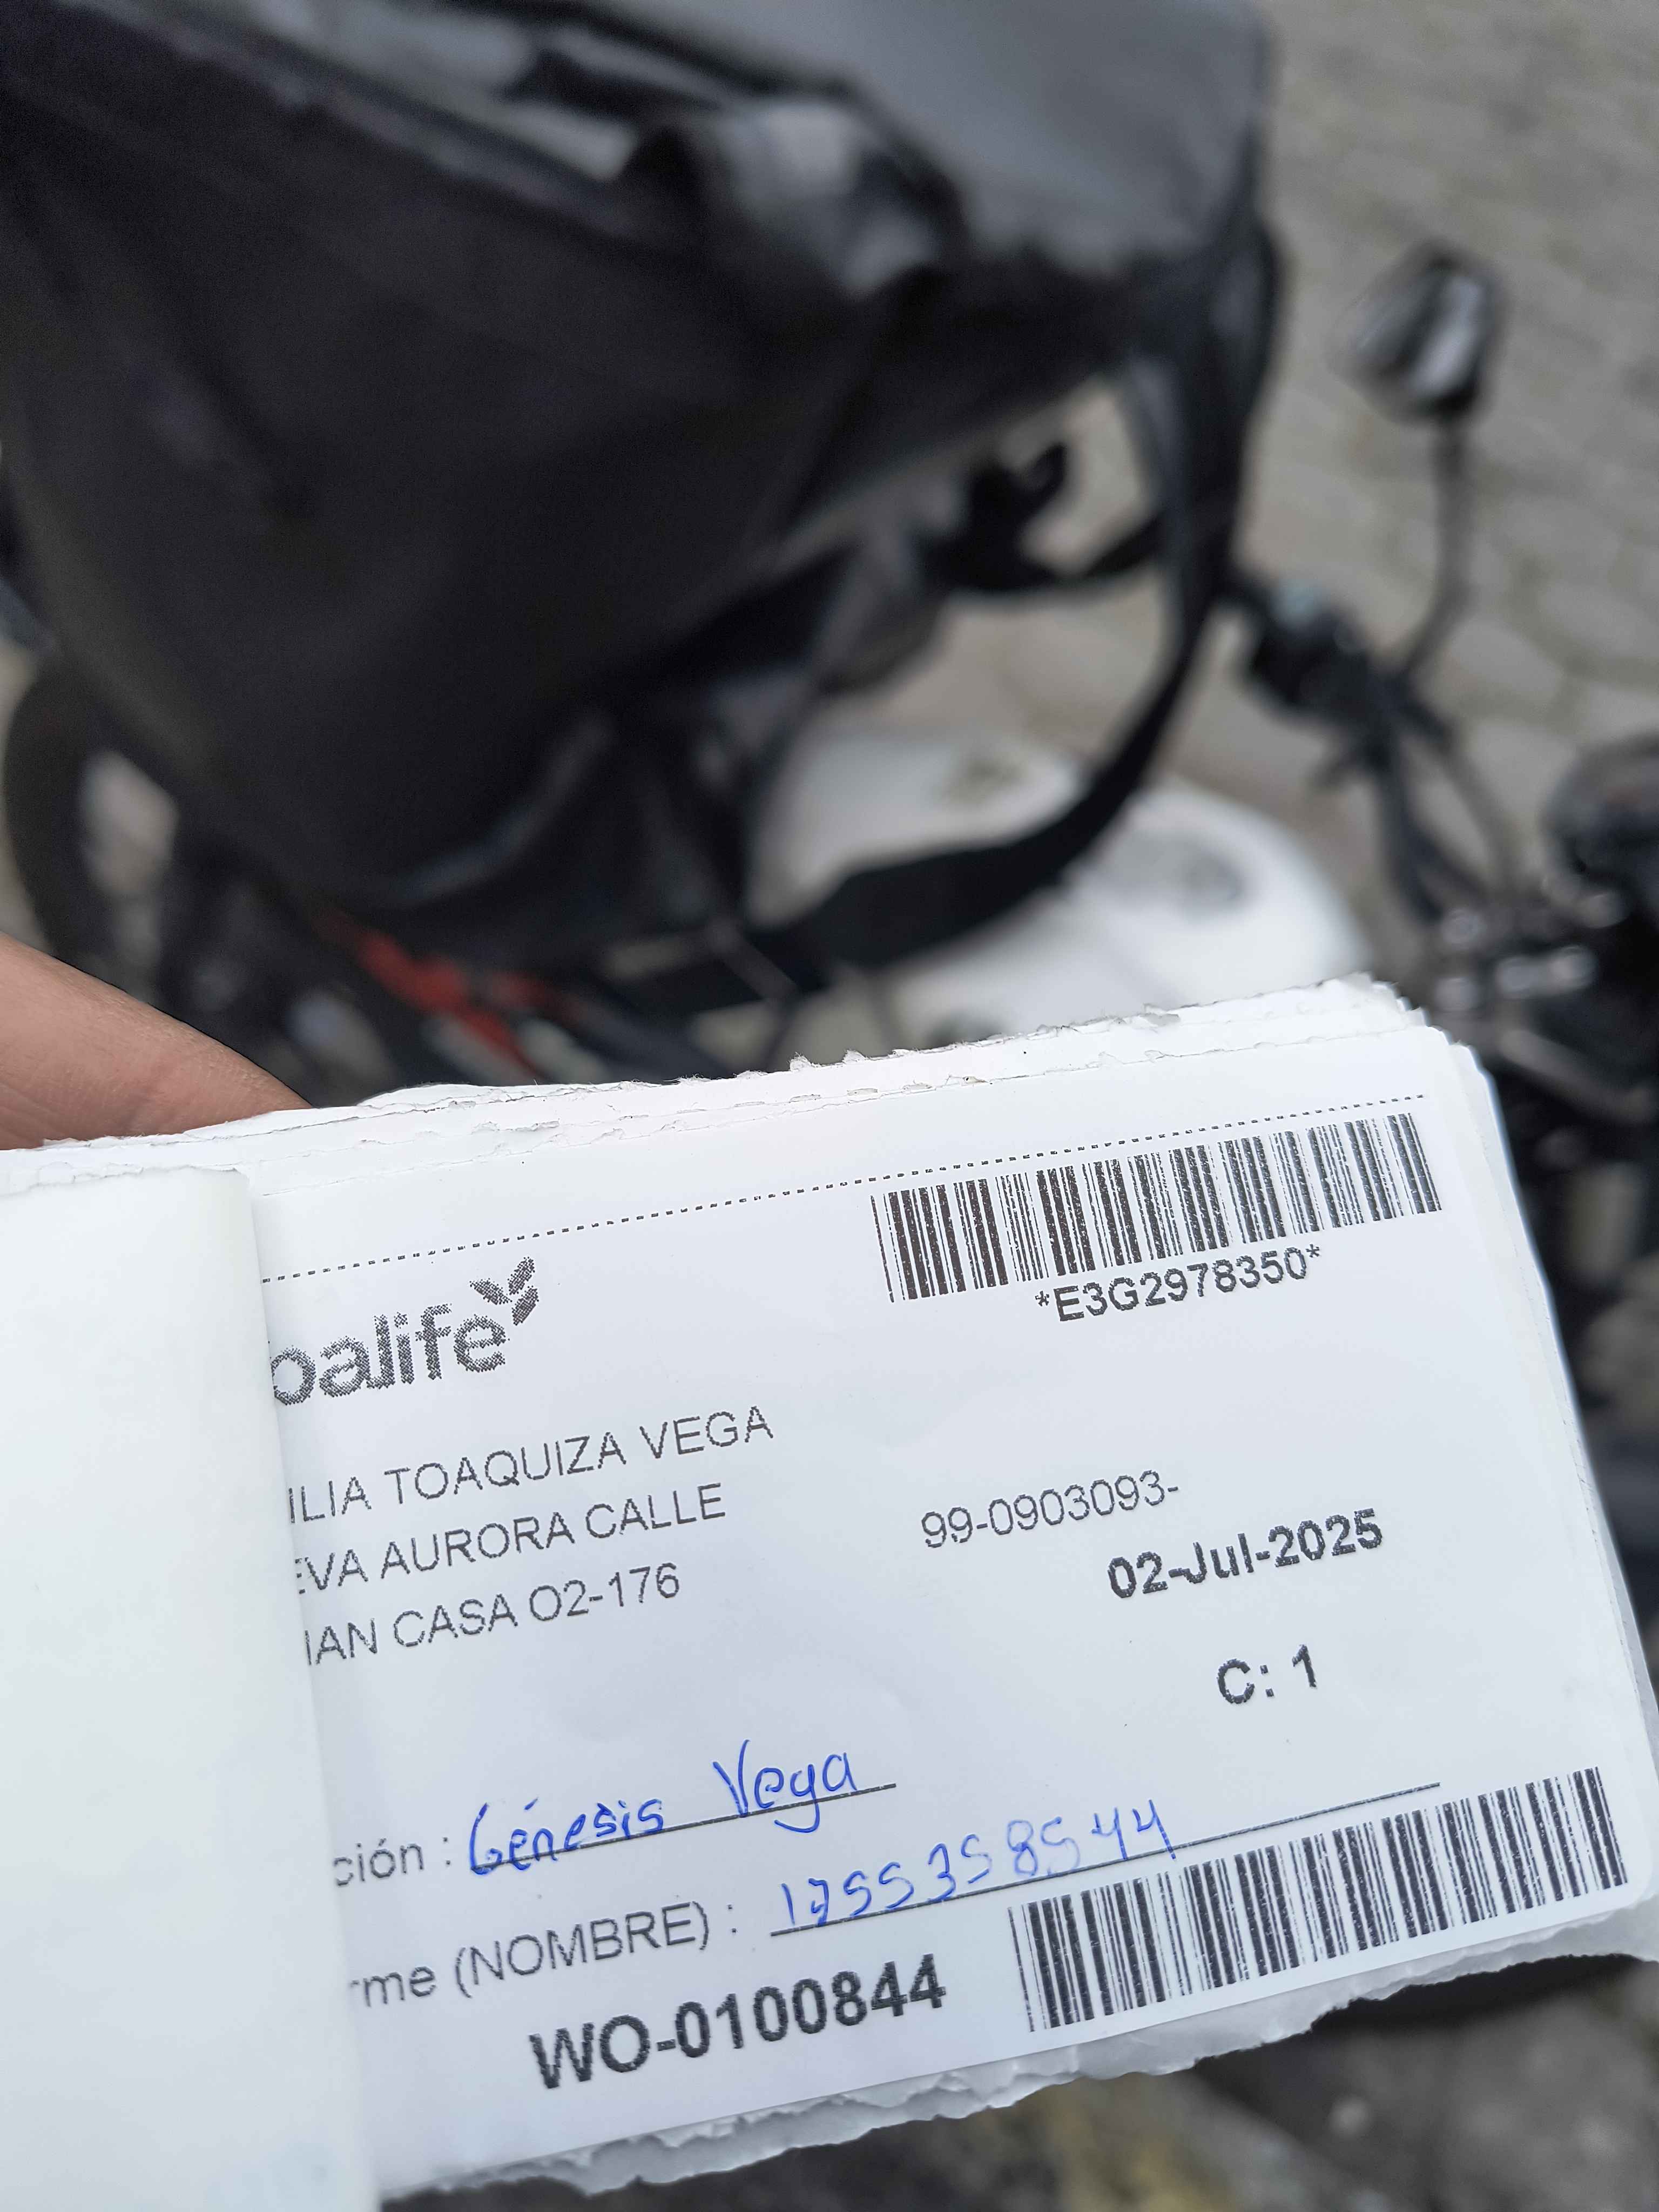 *E3G2978350*
balife
ILIA TOAQUIZA VEGA
EVA AURORA CALLE
IAN CASA O2-176
99-0903093-
02-Jul-2025
C: 1
ción : Génesis Vega
rme (NOMBRE) : 1755358544
WO-0100844